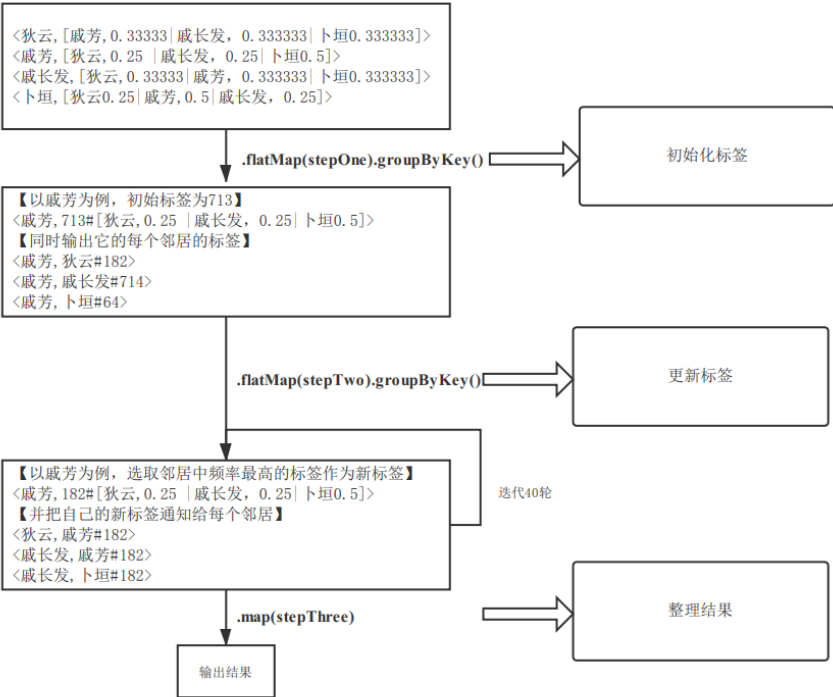 <狄云,[戚芳,0.33333|戚长发，0.333333|卜垣0.333333]>
<戚芳,[狄云,0.25 |戚长发，0.25|卜垣0.5]>
<戚长发,[狄云,0.33333|戚芳，0.333333|卜垣0.333333]>
<卜垣,[狄云0.25|戚芳,0.5|戚长发，0.25]>
.flatMap(stepOne).groupByKey()
初始化标签
【以戚芳为例，初始标签为713】
<戚芳,713#[狄云,0.25 |戚长发，0.25|卜垣0.5]>
【同时输出它的每个邻居的标签】
<戚芳,狄云#182>
<戚芳,戚长发#714>
<戚芳,卜垣#64>
.flatMap(stepTwo).groupByKey()
更新标签
【以戚芳为例，选取邻居中频率最高的标签作为新标签】
<戚芳,182#[狄云,0.25 |戚长发，0.25|卜垣0.5]>
【并把自己的新标签通知给每个邻居】
<狄云,戚芳#182>
<戚长发,戚芳#182>
<戚长发,卜垣#182>
迭代40轮
.map(stepThree)
整理结果
输出结果